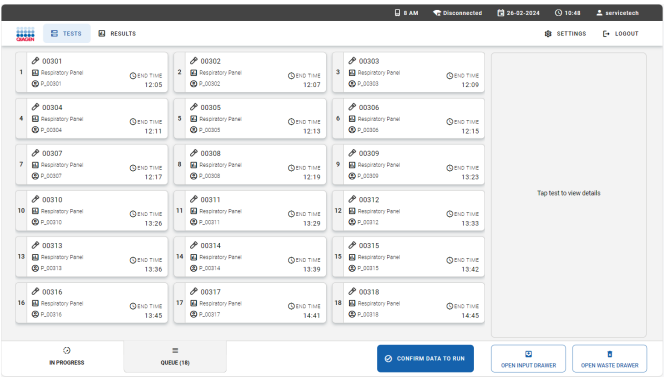 8 AM Disconnected 26-02-2024 10:48 servicetech
QIAGEN TESTS RESULTS SETTINGS LOGOUT
1 00301 Respiratory Panel P_00301 END TIME 12:05
2 00302 Respiratory Panel P_00302 END TIME 12:07
3 00303 Respiratory Panel P_00303 END TIME 12:09
4 00304 Respiratory Panel P_00304 END TIME 12:11
5 00305 Respiratory Panel P_00305 END TIME 12:13
6 00306 Respiratory Panel P_00306 END TIME 12:15
7 00307 Respiratory Panel P_00307 END TIME 12:17
8 00308 Respiratory Panel P_00308 END TIME 12:19
9 00309 Respiratory Panel P_00309 END TIME 13:23
10 00310 Respiratory Panel P_00310 END TIME 13:26
11 00311 Respiratory Panel P_00311 END TIME 13:29
12 00312 Respiratory Panel P_00312 END TIME 13:33
13 00313 Respiratory Panel P_00313 END TIME 13:36
14 00314 Respiratory Panel P_00314 END TIME 13:39
15 00315 Respiratory Panel P_00315 END TIME 13:42
16 00316 Respiratory Panel P_00316 END TIME 13:45
17 00317 Respiratory Panel P_00317 END TIME 14:41
18 00318 Respiratory Panel P_00318 END TIME 14:45
Tap test to view details
IN PROGRESS
QUEUE (18)
CONFIRM DATA TO RUN
OPEN INPUT DRAWER
OPEN WASTE DRAWER